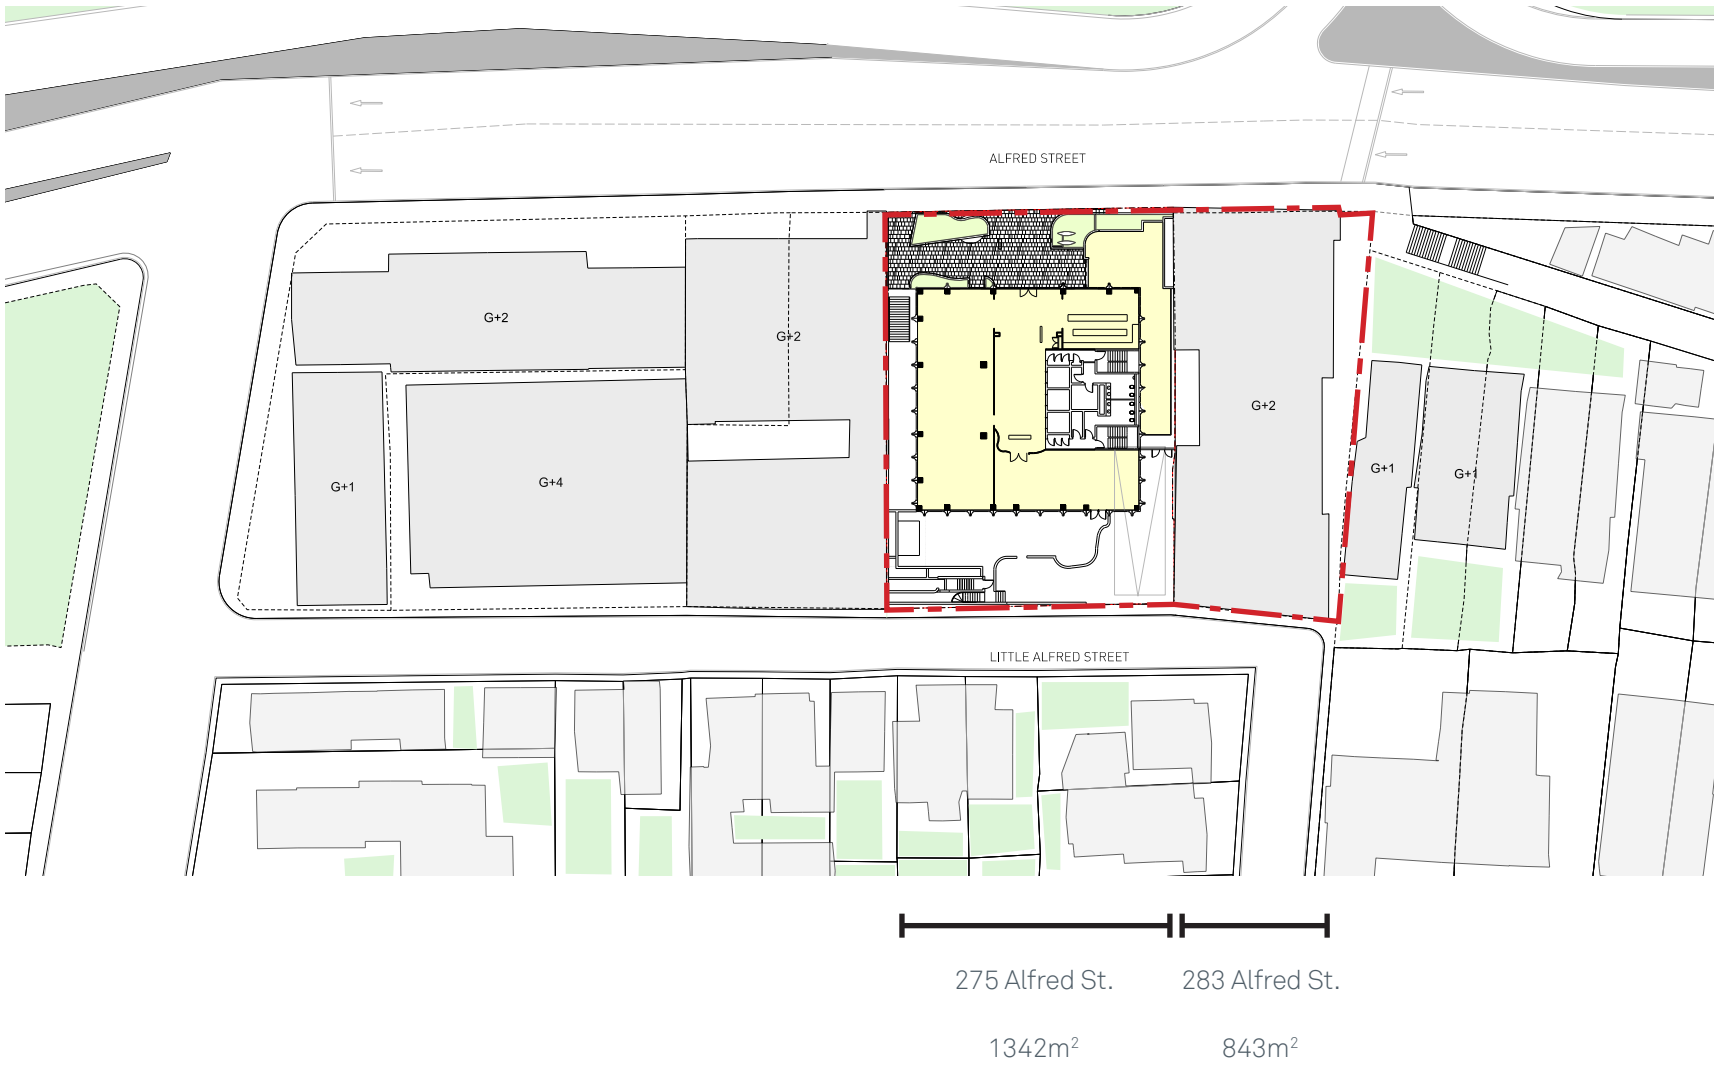 ALFRED STREET
G+2
G+2
G+2
G+1
G+1
G+4
G+1
LITTLE ALFRED STREET
275 Alfred St.
283 Alfred St.
1342m²
843m²